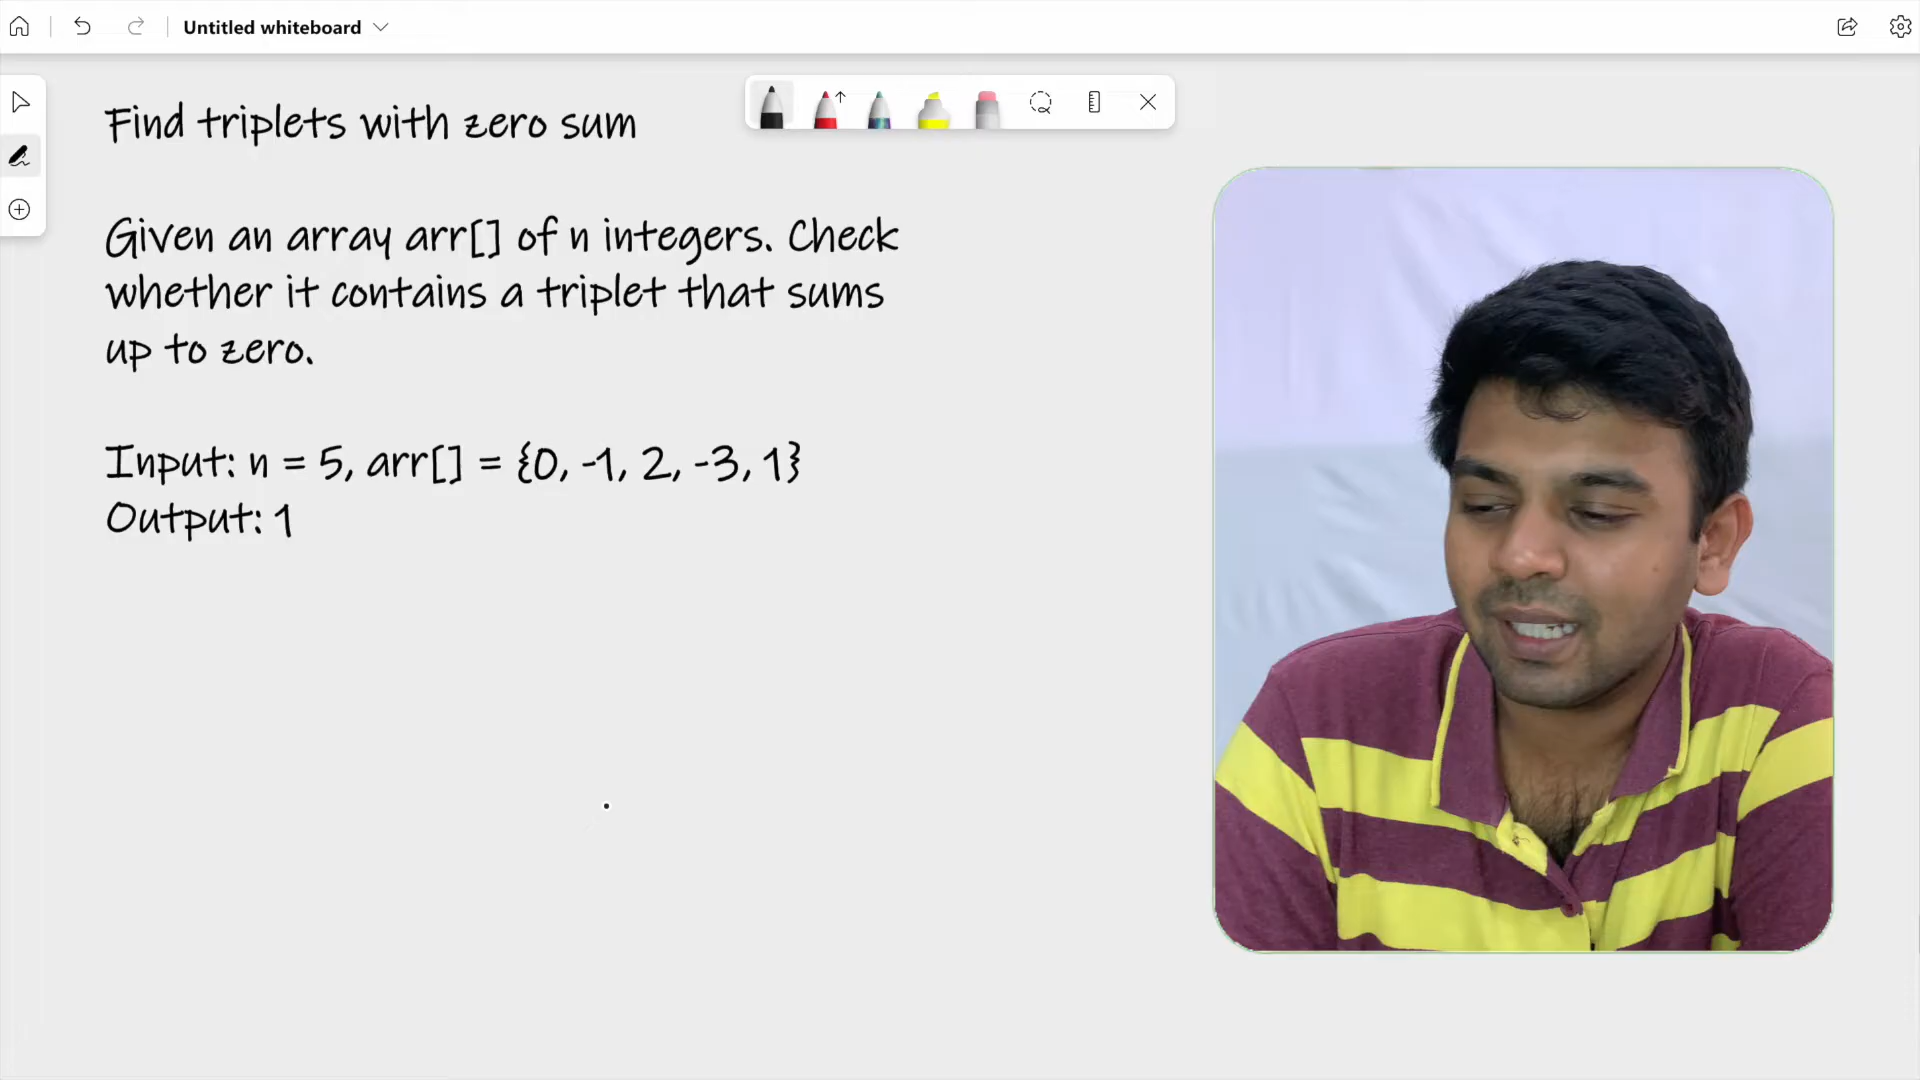 Untitled whiteboard
Find triplets with zero sum
Given an array arr[] of n integers. Check
whether it contains a triplet that sums
up to zero.
Input: n = 5, arr[] = {0, -1, 2, -3, 1}
Output: 1